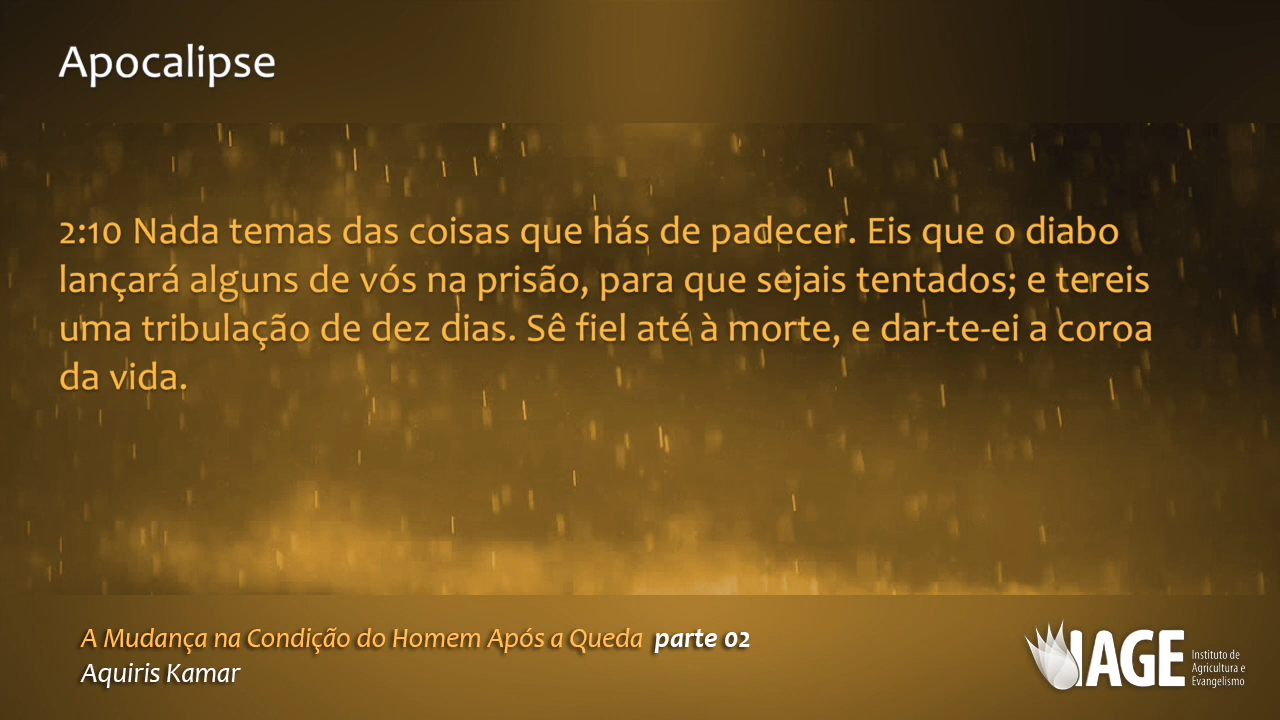 Apocalipse
2:10 Nada temas das coisas que hás de padecer. Eis que o diabo
lançará alguns de vós na prisão, para que sejais tentados; e tereis
uma tribulação de dez dias. Sê fiel até à morte, e dar-te-ei a coroa
da vida.
A Mudança na Condição do Homem Após a Queda parte 02
Aquiris Kamar
IAGE
Instituto de
Agricultura e
Evangelismo